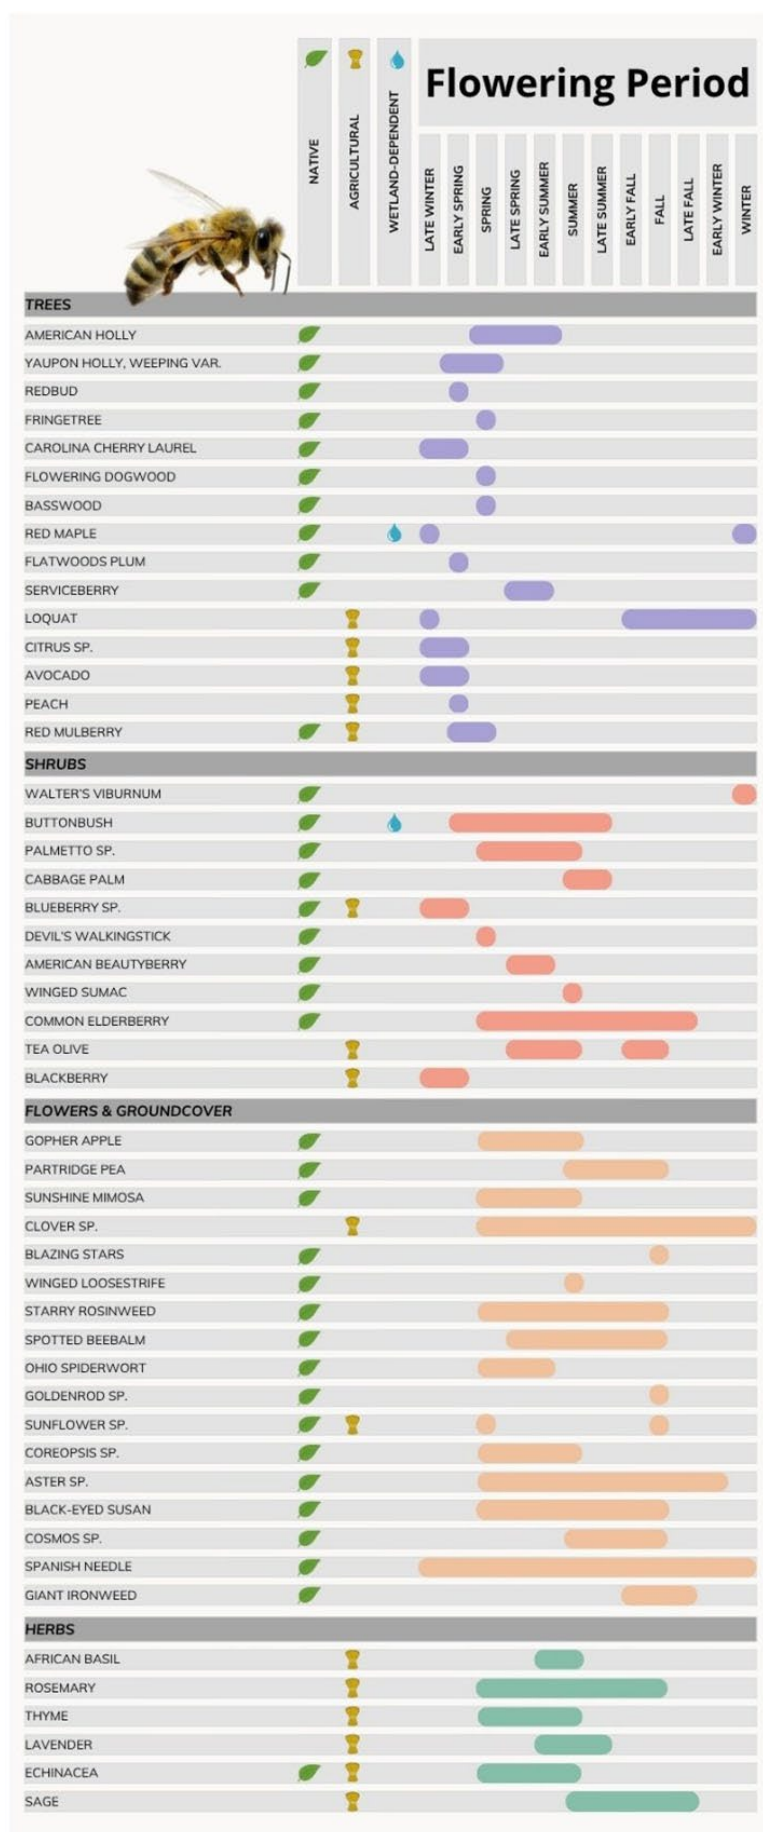 Flowering Period
NATIVE
AGRICULTURAL
WETLAND-DEPENDENT
LATE WINTER
EARLY SPRING
SPRING
LATE SPRING
EARLY SUMMER
SUMMER
LATE SUMMER
EARLY FALL
FALL
LATE FALL
EARLY WINTER
WINTER
TREES
AMERICAN HOLLY
YAUPON HOLLY, WEEPING VAR.
REDBUD
FRINGETREE
CAROLINA CHERRY LAUREL
FLOWERING DOGWOOD
BASSWOOD
RED MAPLE
FLATWOODS PLUM
SERVICEBERRY
LOQUAT
CITRUS SP.
AVOCADO
PEACH
RED MULBERRY
SHRUBS
WALTER'S VIBURNUM
BUTTONBUSH
PALMETTO SP.
CABBAGE PALM
BLUEBERRY SP.
DEVIL'S WALKINGSTICK
AMERICAN BEAUTYBERRY
WINGED SUMAC
COMMON ELDERBERRY
TEA OLIVE
BLACKBERRY
FLOWERS & GROUNDCOVER
GOPHER APPLE
PARTRIDGE PEA
SUNSHINE MIMOSA
CLOVER SP.
BLAZING STARS
WINGED LOOSESTRIFE
STARRY ROSINWEED
SPOTTED BEEBALM
OHIO SPIDERWORT
GOLDENROD SP.
SUNFLOWER SP.
COREOPSIS SP.
ASTER SP.
BLACK-EYED SUSAN
COSMOS SP.
SPANISH NEEDLE
GIANT IRONWEED
HERBS
AFRICAN BASIL
ROSEMARY
THYME
LAVENDER
ECHINACEA
SAGE